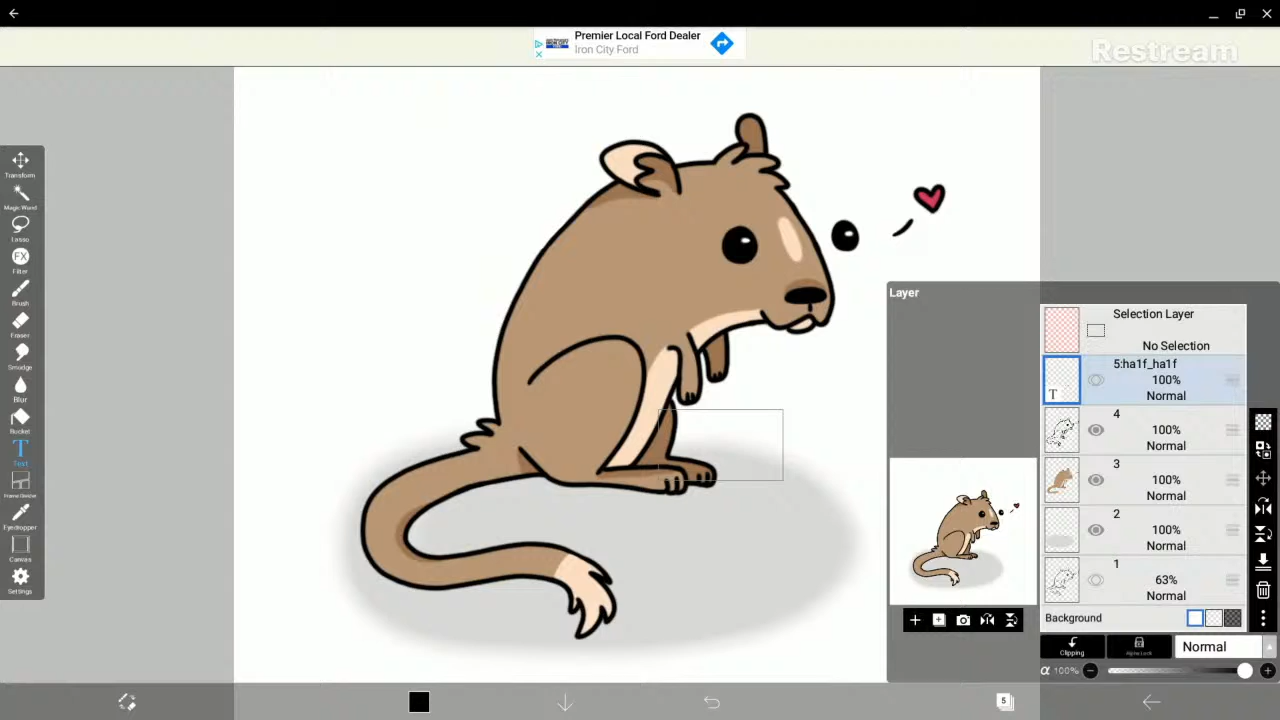 Premier Local Ford Dealer
Iron City Ford
Restream
Transform
Magic Wand
Lasso
FX
Filter
Brush
Eraser
Smudge
Blur
Bucket
T
Text
Frame Divider
Eyedropper
Canvas
Settings
Layer
Selection Layer
No Selection
5:ha1f_ha1f
100%
Normal
T
4
100%
Normal
3
100%
Normal
2
100%
Normal
1
63%
Normal
Background
Clipping
Alpha Lock
Normal
α 100%
5